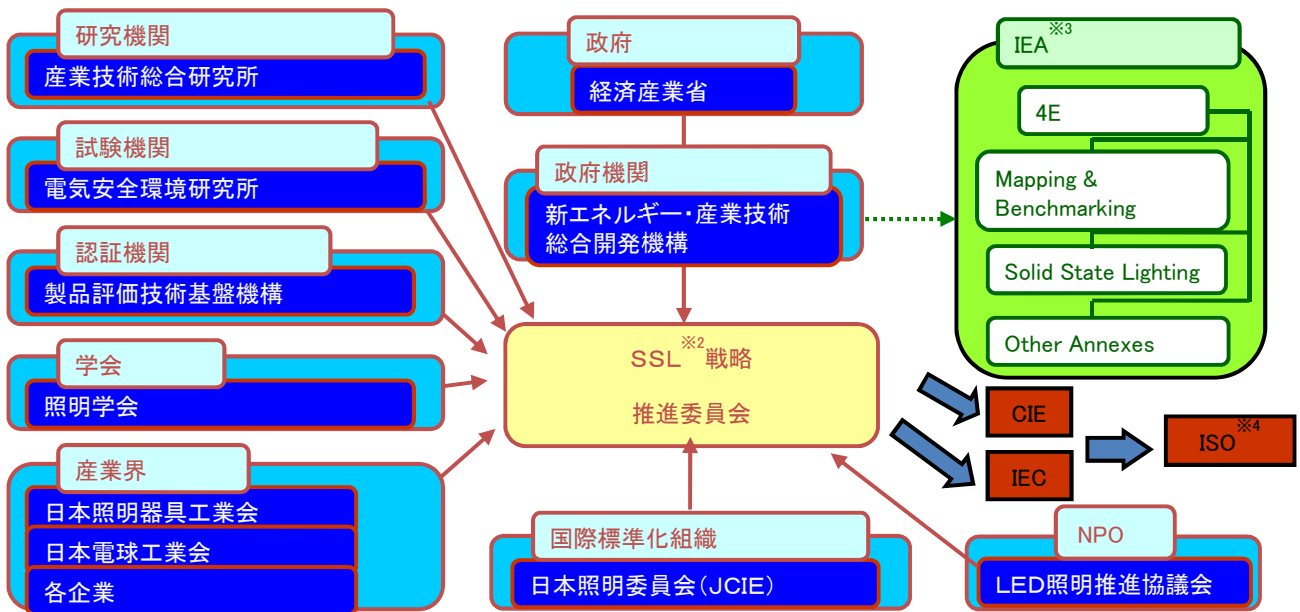 研究機関
産業技術総合研究所
試験機関
電気安全環境研究所
認証機関
製品評価技術基盤機構
学会
照明学会
産業界
日本照明器具工業会
日本電球工業会
各企業
政府
経済産業省
政府機関
新エネルギー・産業技術
総合開発機構
SSL※2戦略
推進委員会
国際標準化組織
日本照明委員会(JCIE)
IEA※3
4E
Mapping &
Benchmarking
Solid State Lighting
Other Annexes
CIE
IEC
ISO※4
NPO
LED照明推進協議会